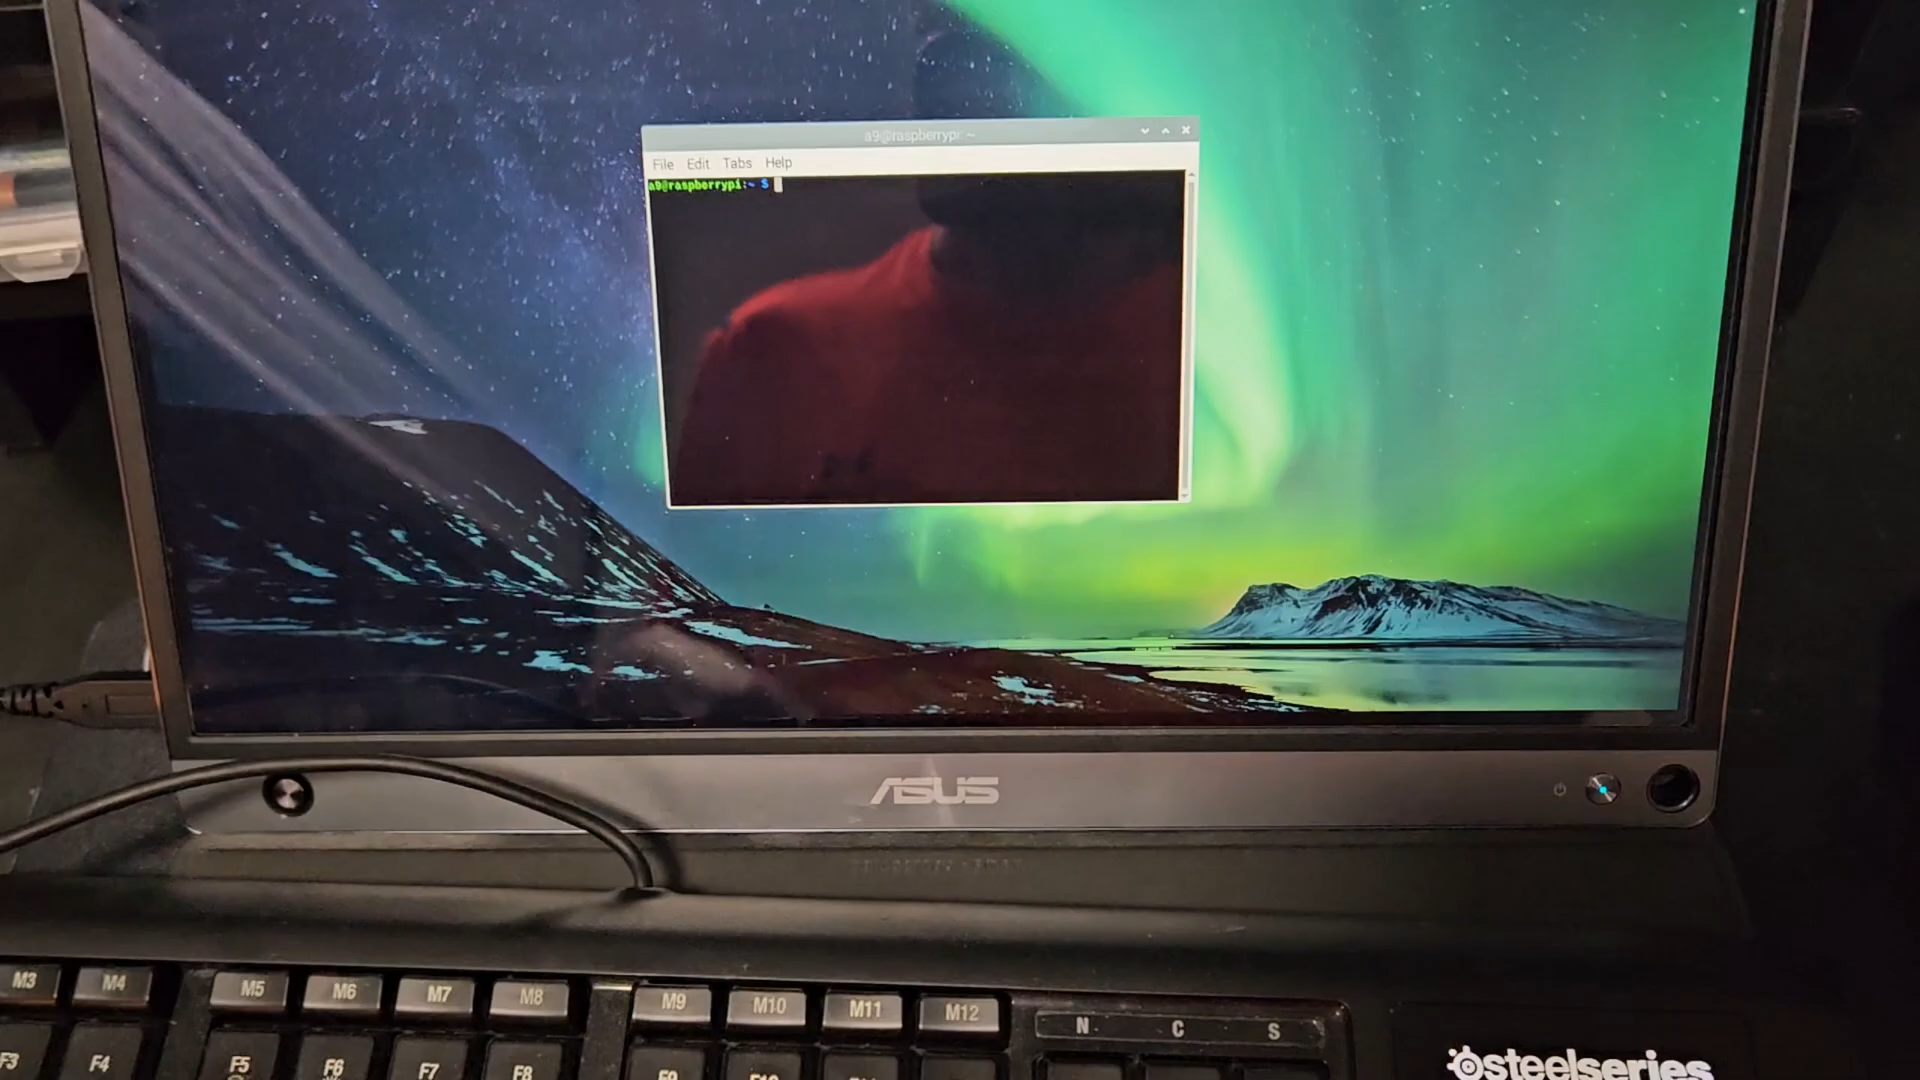 a9@raspberrypi: ~
File Edit Tabs Help
a9@raspberrypi:~ $
ASUS
M3 M4 M5 M6 M7 M8 M9 M10 M11 M12
N C S
F3 F4 F5 F6 F7 F8 F9
steelseries